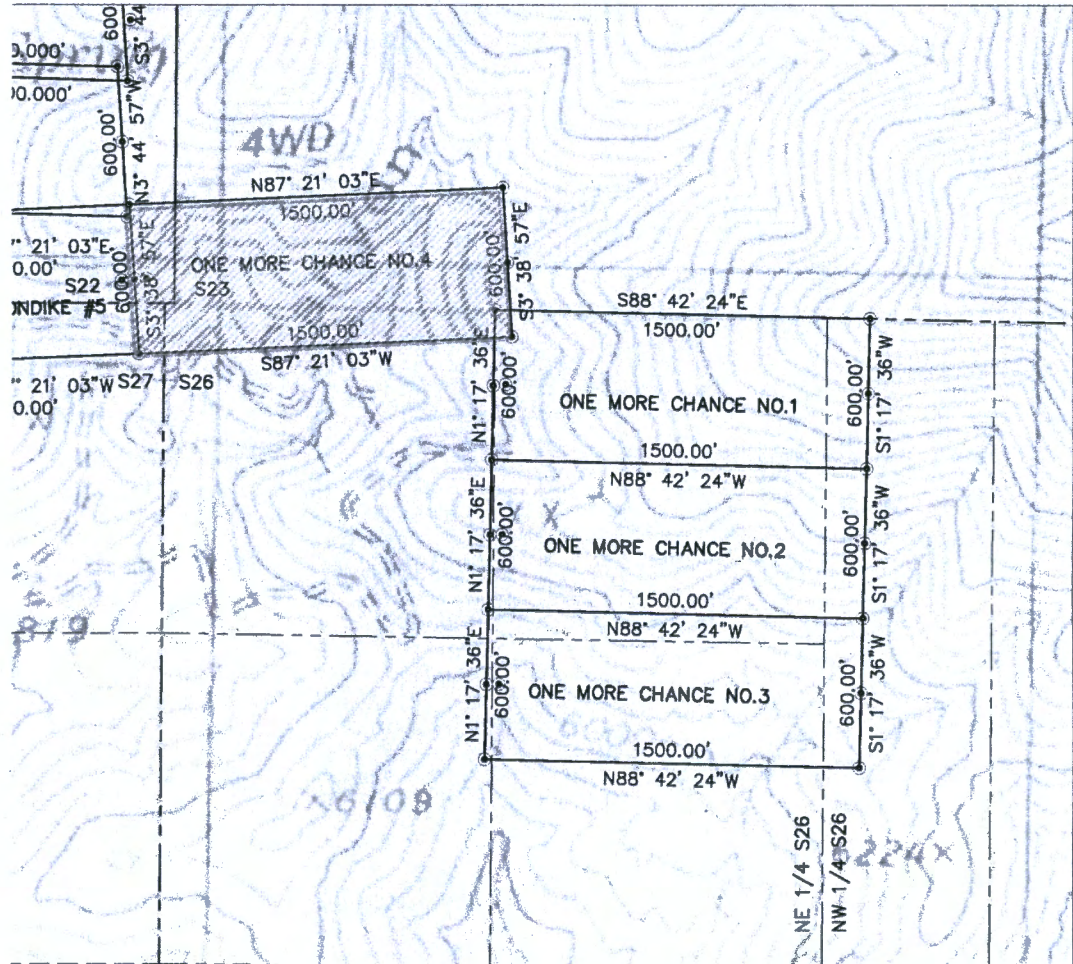 600
S3° 44
0.000'
00.000'
600.00'
N3° 44' 57"W
4WD
N87° 21' 03"E
1500.00'
21' 03"E
0.00'
S22
NDIKE #5
600.00'
S3° 38' 57"E
ONE MORE CHANCE NO.4
S23
600.00'
S3° 38' 57"E
1500.00'
S87° 21' 03"W
21' 03"W
0.00'
S27
S26
S88° 42' 24"E
1500.00'
N1° 17' 36"E
600.00'
ONE MORE CHANCE NO.1
600.00'
S1° 17' 36"W
1500.00'
N88° 42' 24"W
N1° 17' 36"E
600.00'
X
ONE MORE CHANCE NO.2
600.00'
S1° 17' 36"W
1500.00'
N88° 42' 24"W
819
N1° 17' 36"E
600.00'
ONE MORE CHANCE NO.3
600.00'
S1° 17' 36"W
1500.00'
N88° 42' 24"W
x6109
NE 1/4 S26
NW 1/4 S26
224x